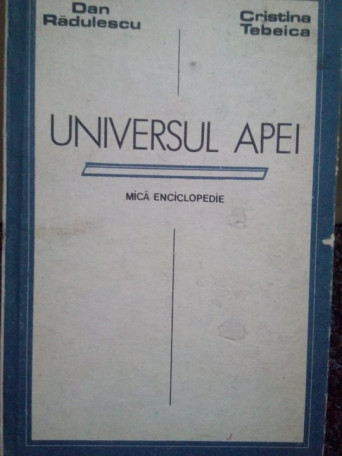 Dan
Rădulescu
Cristina
Tebeica
UNIVERSUL APEI
MICĂ ENCICLOPEDIE